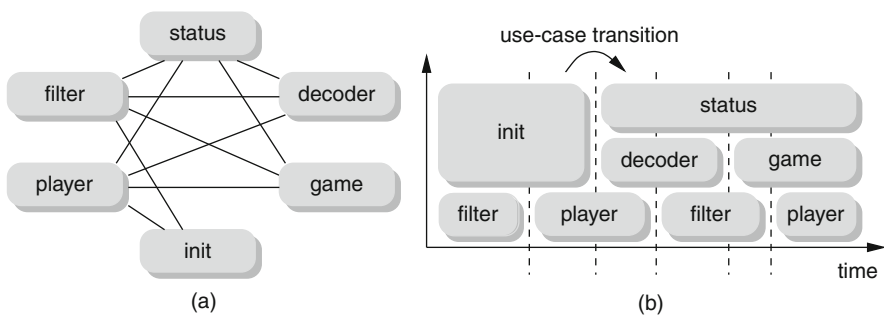 status
filter
decoder
player
game
init
(a)
use-case transition
init
status
decoder
game
filter
player
filter
player
time
(b)